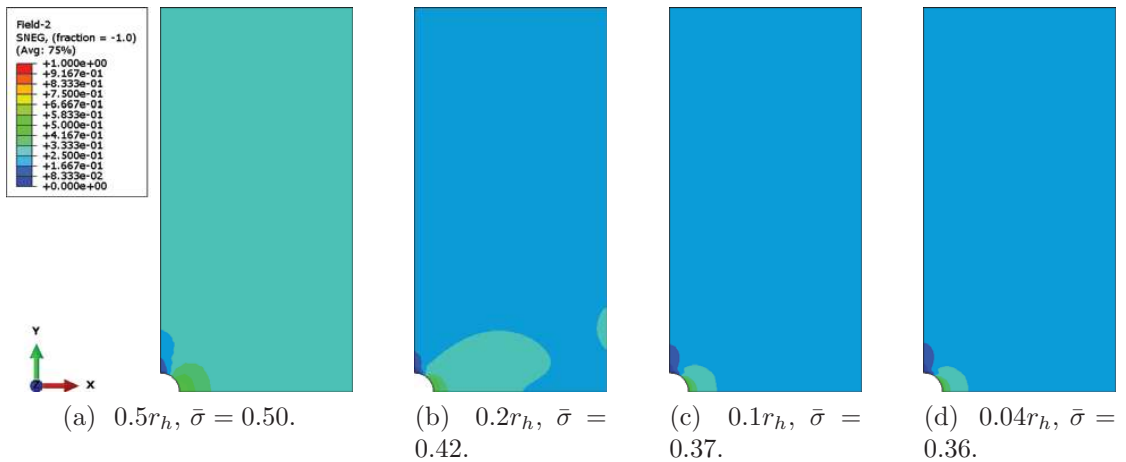 Field-2
SNEG, (fraction = -1.0)
(Avg: 75%)
+1.000e+00
+9.167e-01
+8.333e-01
+7.500e-01
+6.667e-01
+5.833e-01
+5.000e-01
+4.167e-01
+3.333e-01
+2.500e-01
+1.667e-01
+8.333e-02
+0.000e+00
Y
Z
X
(a) 0.5r_h, σ̄ = 0.50.
(b) 0.2r_h, σ̄ =
0.42.
(c) 0.1r_h, σ̄ =
0.37.
(d) 0.04r_h, σ̄ =
0.36.